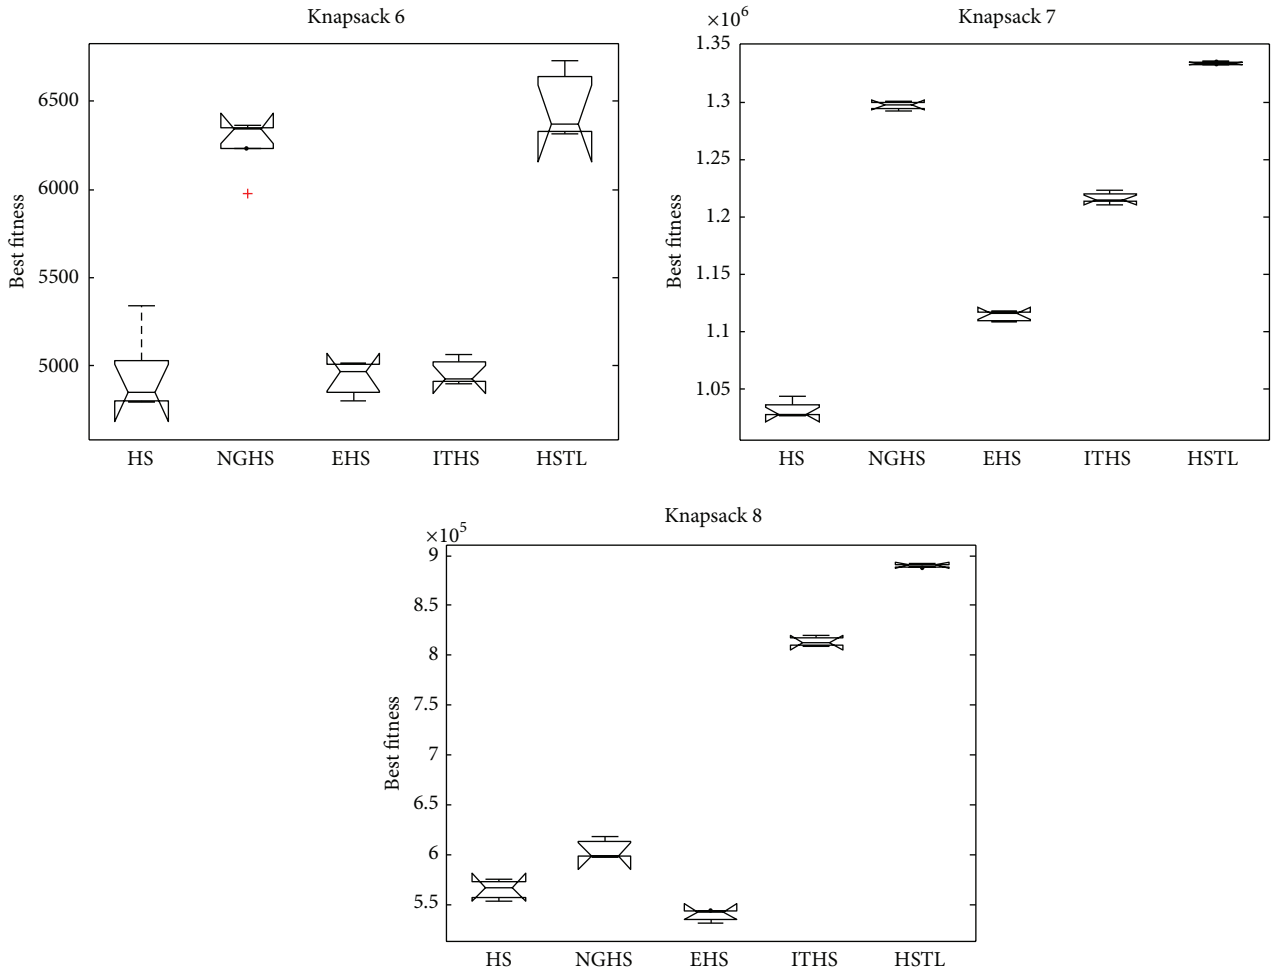 Knapsack 6
6500
6000
5500
5000
Best fitness
HS NGHS EHS ITHS HSTL
Knapsack 7
×10⁶
1.35
1.3
1.25
1.2
1.15
1.1
1.05
Best fitness
HS NGHS EHS ITHS HSTL
Knapsack 8
×10⁵
9
8.5
8
7.5
7
6.5
6
5.5
Best fitness
HS NGHS EHS ITHS HSTL